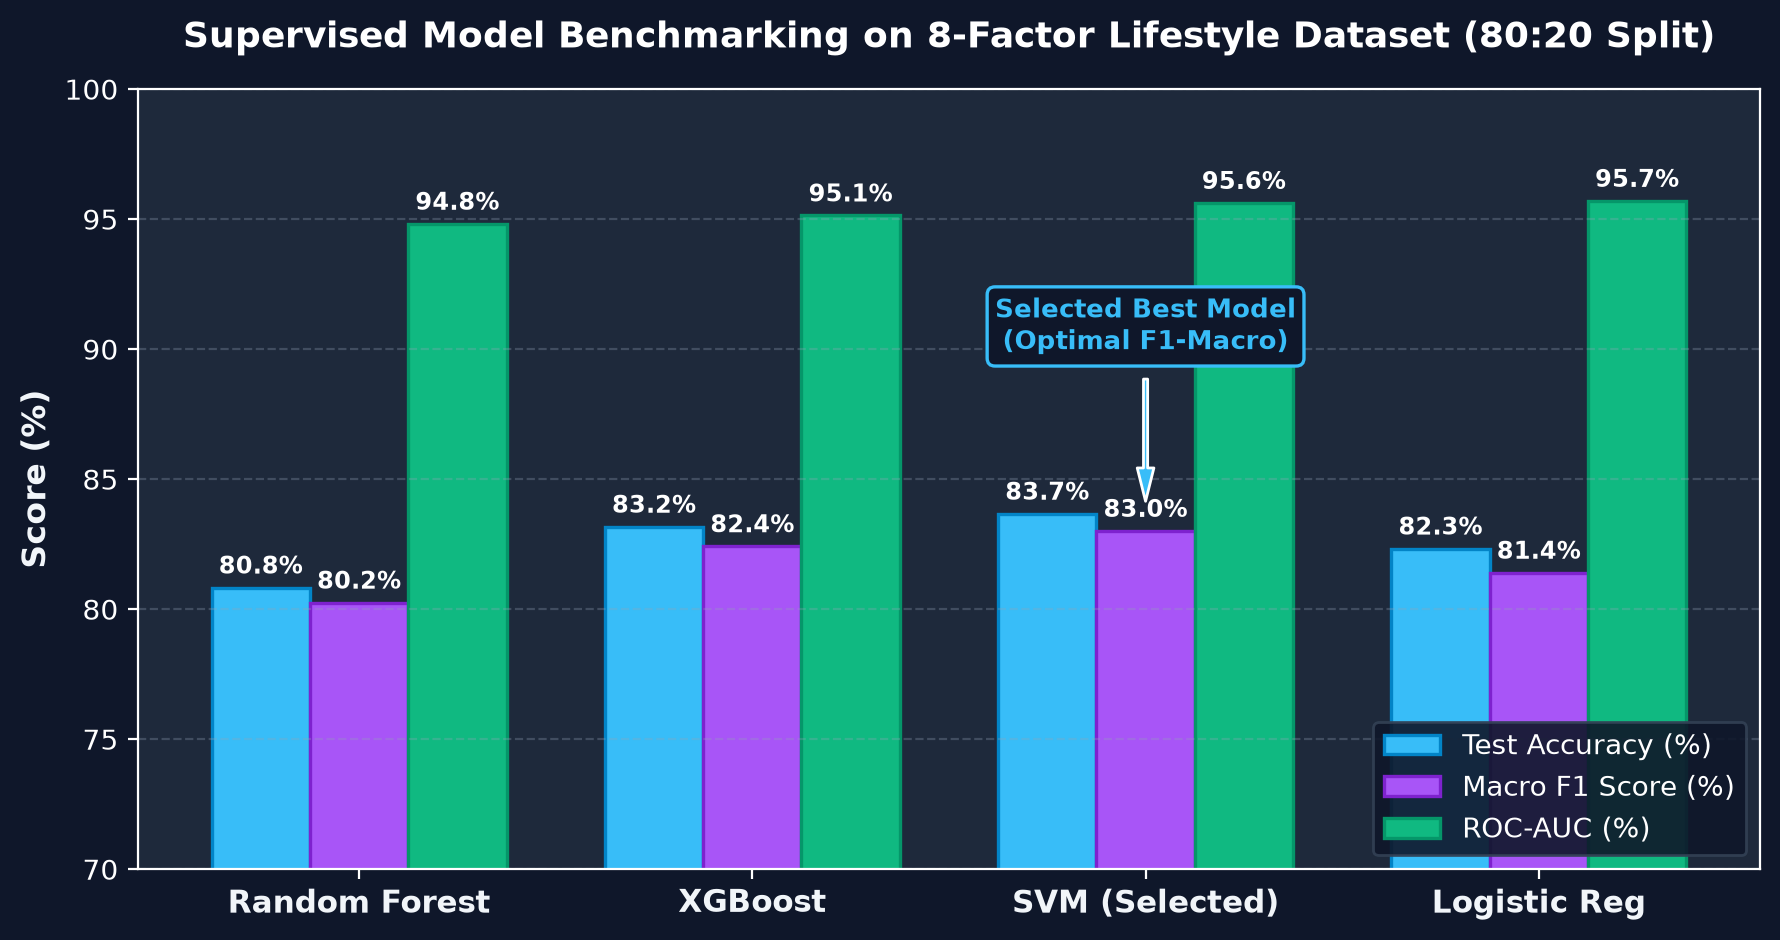 Supervised Model Benchmarking on 8-Factor Lifestyle Dataset (80:20 Split)
Score (%)
100
95
90
85
80
75
70
80.8%
80.2%
94.8%
83.2%
82.4%
95.1%
83.7%
83.0%
95.6%
82.3%
81.4%
95.7%
Selected Best Model
(Optimal F1-Macro)
Test Accuracy (%)
Macro F1 Score (%)
ROC-AUC (%)
Random Forest
XGBoost
SVM (Selected)
Logistic Reg